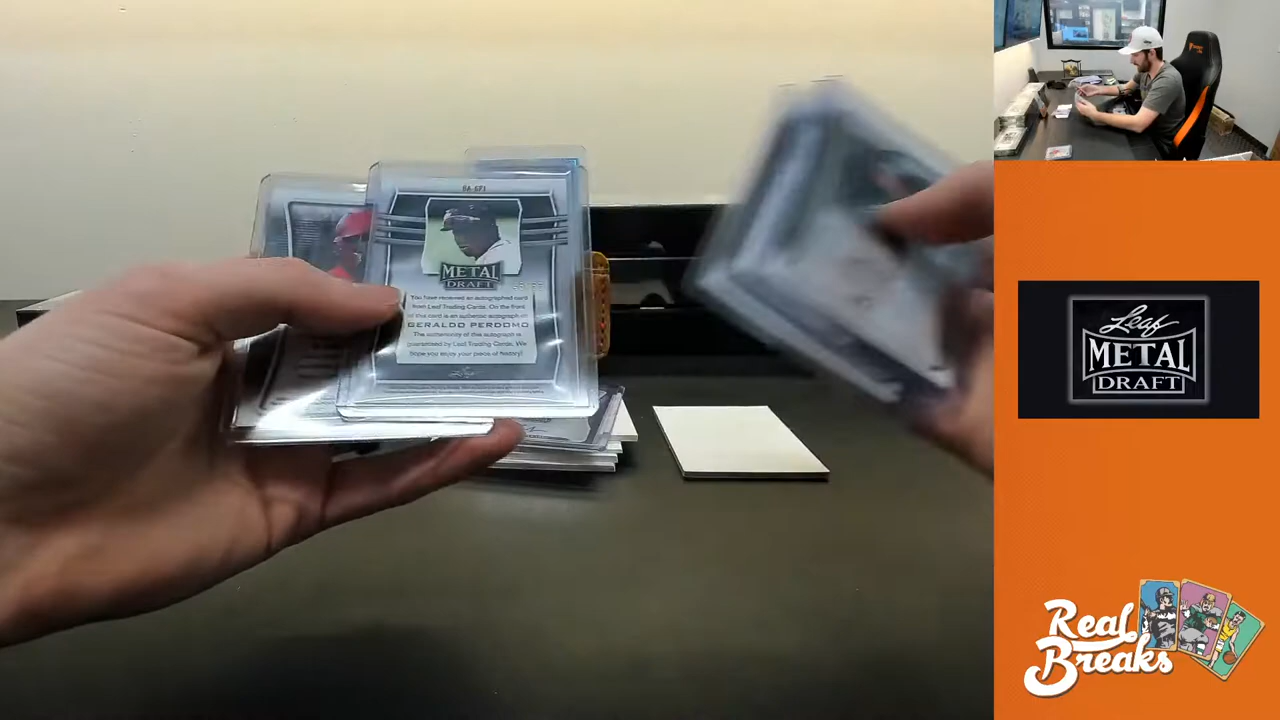 BA-GF1
METAL
DRAFT
You have received an autographed card
from Leaf Trading Cards. On the front
of this card is an authentic autograph of
GERALDO PERDOMO
The authenticity of this autograph is
guaranteed by Leaf Trading Cards. We
hope you enjoy your piece of history!
Leaf
METAL
DRAFT
Real
Breaks